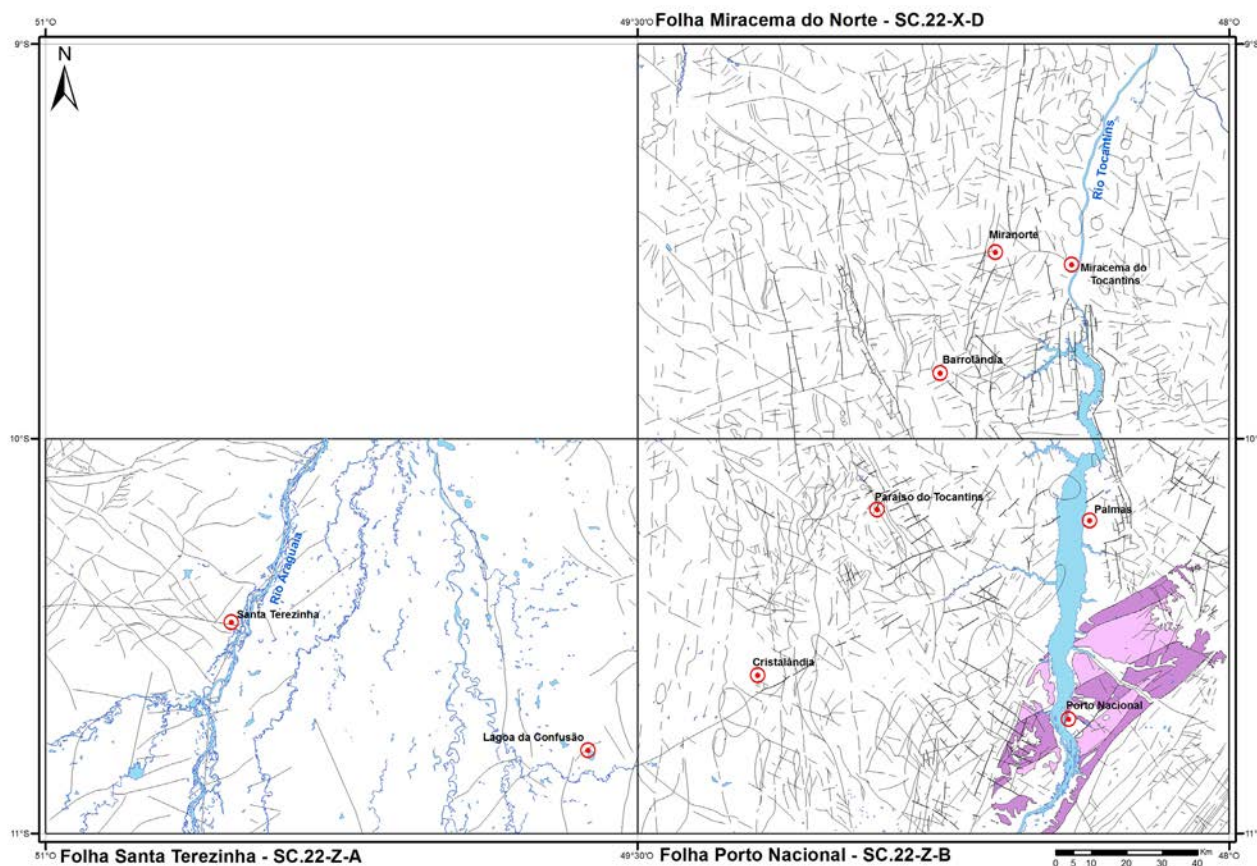 Folha Miracema do Norte - SC.22-X-D
51°O
49°30'O
48°O
9°S
9°S
N
Rio Tocantins
Miranorte
Miracema do
Tocantins
Barrolândia
10°S
10°S
Paraíso do Tocantins
Palmas
Rio Araguaia
Santa Terezinha
Cristalândia
Porto Nacional
Lagoa da Confusão
11°S
11°S
51°O
49°30'O
48°O
Folha Santa Terezinha - SC.22-Z-A
Folha Porto Nacional - SC.22-Z-B
Km
0 5 10 20 30 40